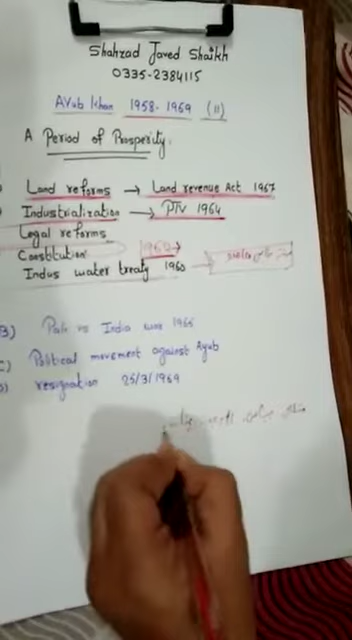 Shahzad Javed Shaikh
0335-2384115
Ayub Khan 1958-1969 (II)
A Period of Prosperity.
Land reforms → Land revenue Act 1967
Industrialization → PTV 1964
Legal reforms
Constitution 1962 →
Indus water treaty 1960
B) Pak vs India war 1965
C) Political movement against Ayub
D) resignation 25/3/1969